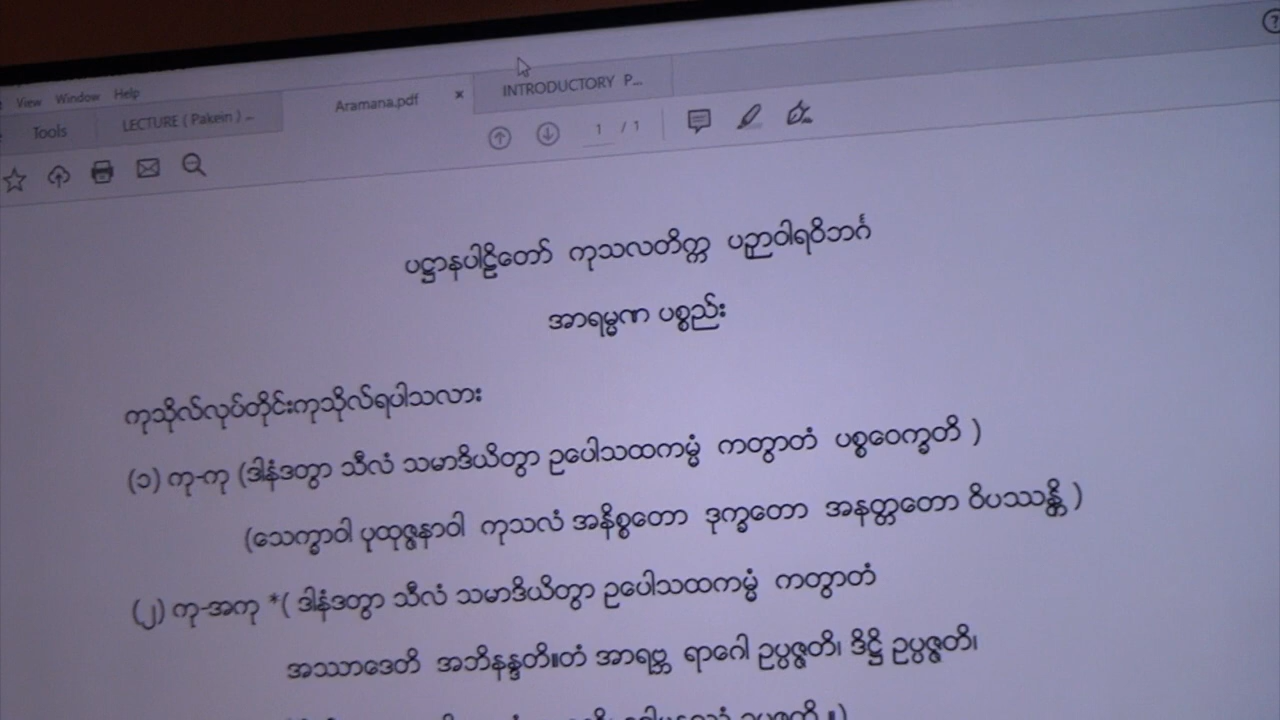 View Window Help
Tools LECTURE ( Pakein ) ... Aramana.pdf × INTRODUCTORY P...
1 / 1
ပဋ္ဌာနပါဠိတော် ကုသလတိက္က ပဉှာဝါရဝိဘင်္ဂ
အာရမ္မဏ ပစ္စည်း
ကုသိုလ်လုပ်တိုင်းကုသိုလ်ရပါသလား
(၁) ကု-ကု (ဒါနံဒတွာ သီလံ သမာဒိယိတွာ ဥပေါသထကမ္မံ ကတွာတံ ပစ္စဝေက္ခတိ )
(သေက္ခာဝါ ပုထုဇ္ဇနာဝါ ကုသလံ အနိစ္စတော ဒုက္ခတော အနတ္တတော ဝိပဿန္တိ )
(၂) ကု-အကု *( ဒါနံဒတွာ သီလံ သမာဒိယိတွာ ဥပေါသထကမ္မံ ကတွာတံ
အဿာဒေတိ အဘိနန္ဒတိ။တံ အာရဗ္ဘ ရာဂေါ ဥပ္ပဇ္ဇတိ၊ ဒိဋ္ဌိ ဥပ္ပဇ္ဇတိ၊